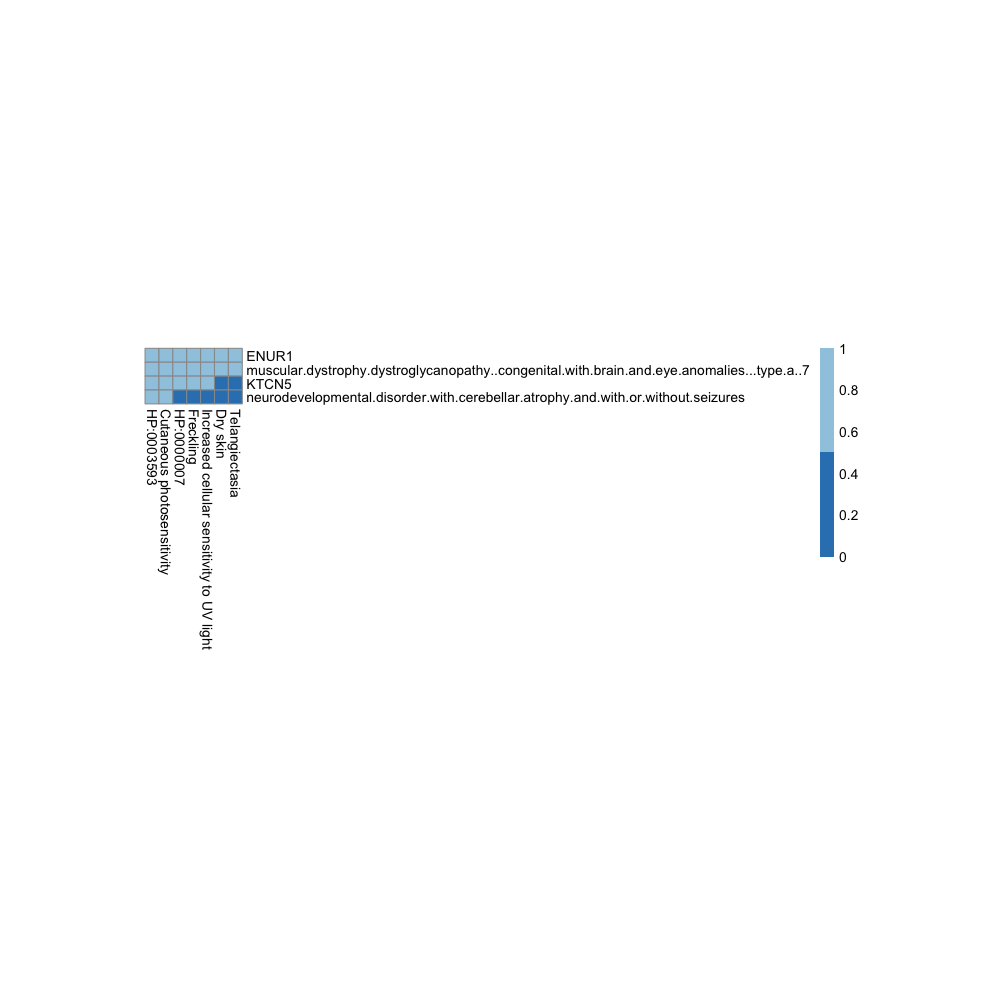 ENUR1
muscular.dystrophy.dystroglycanopathy..congenital.with.brain.and.eye.anomalies...type.a..7
KTCN5
neurodevelopmental.disorder.with.cerebellar.atrophy.and.with.or.without.seizures
HP:0003593
Cutaneous photosensitivity
HP:0000007
Freckling
Increased cellular sensitivity to UV light
Dry skin
Telangiectasia
1
0.8
0.6
0.4
0.2
0